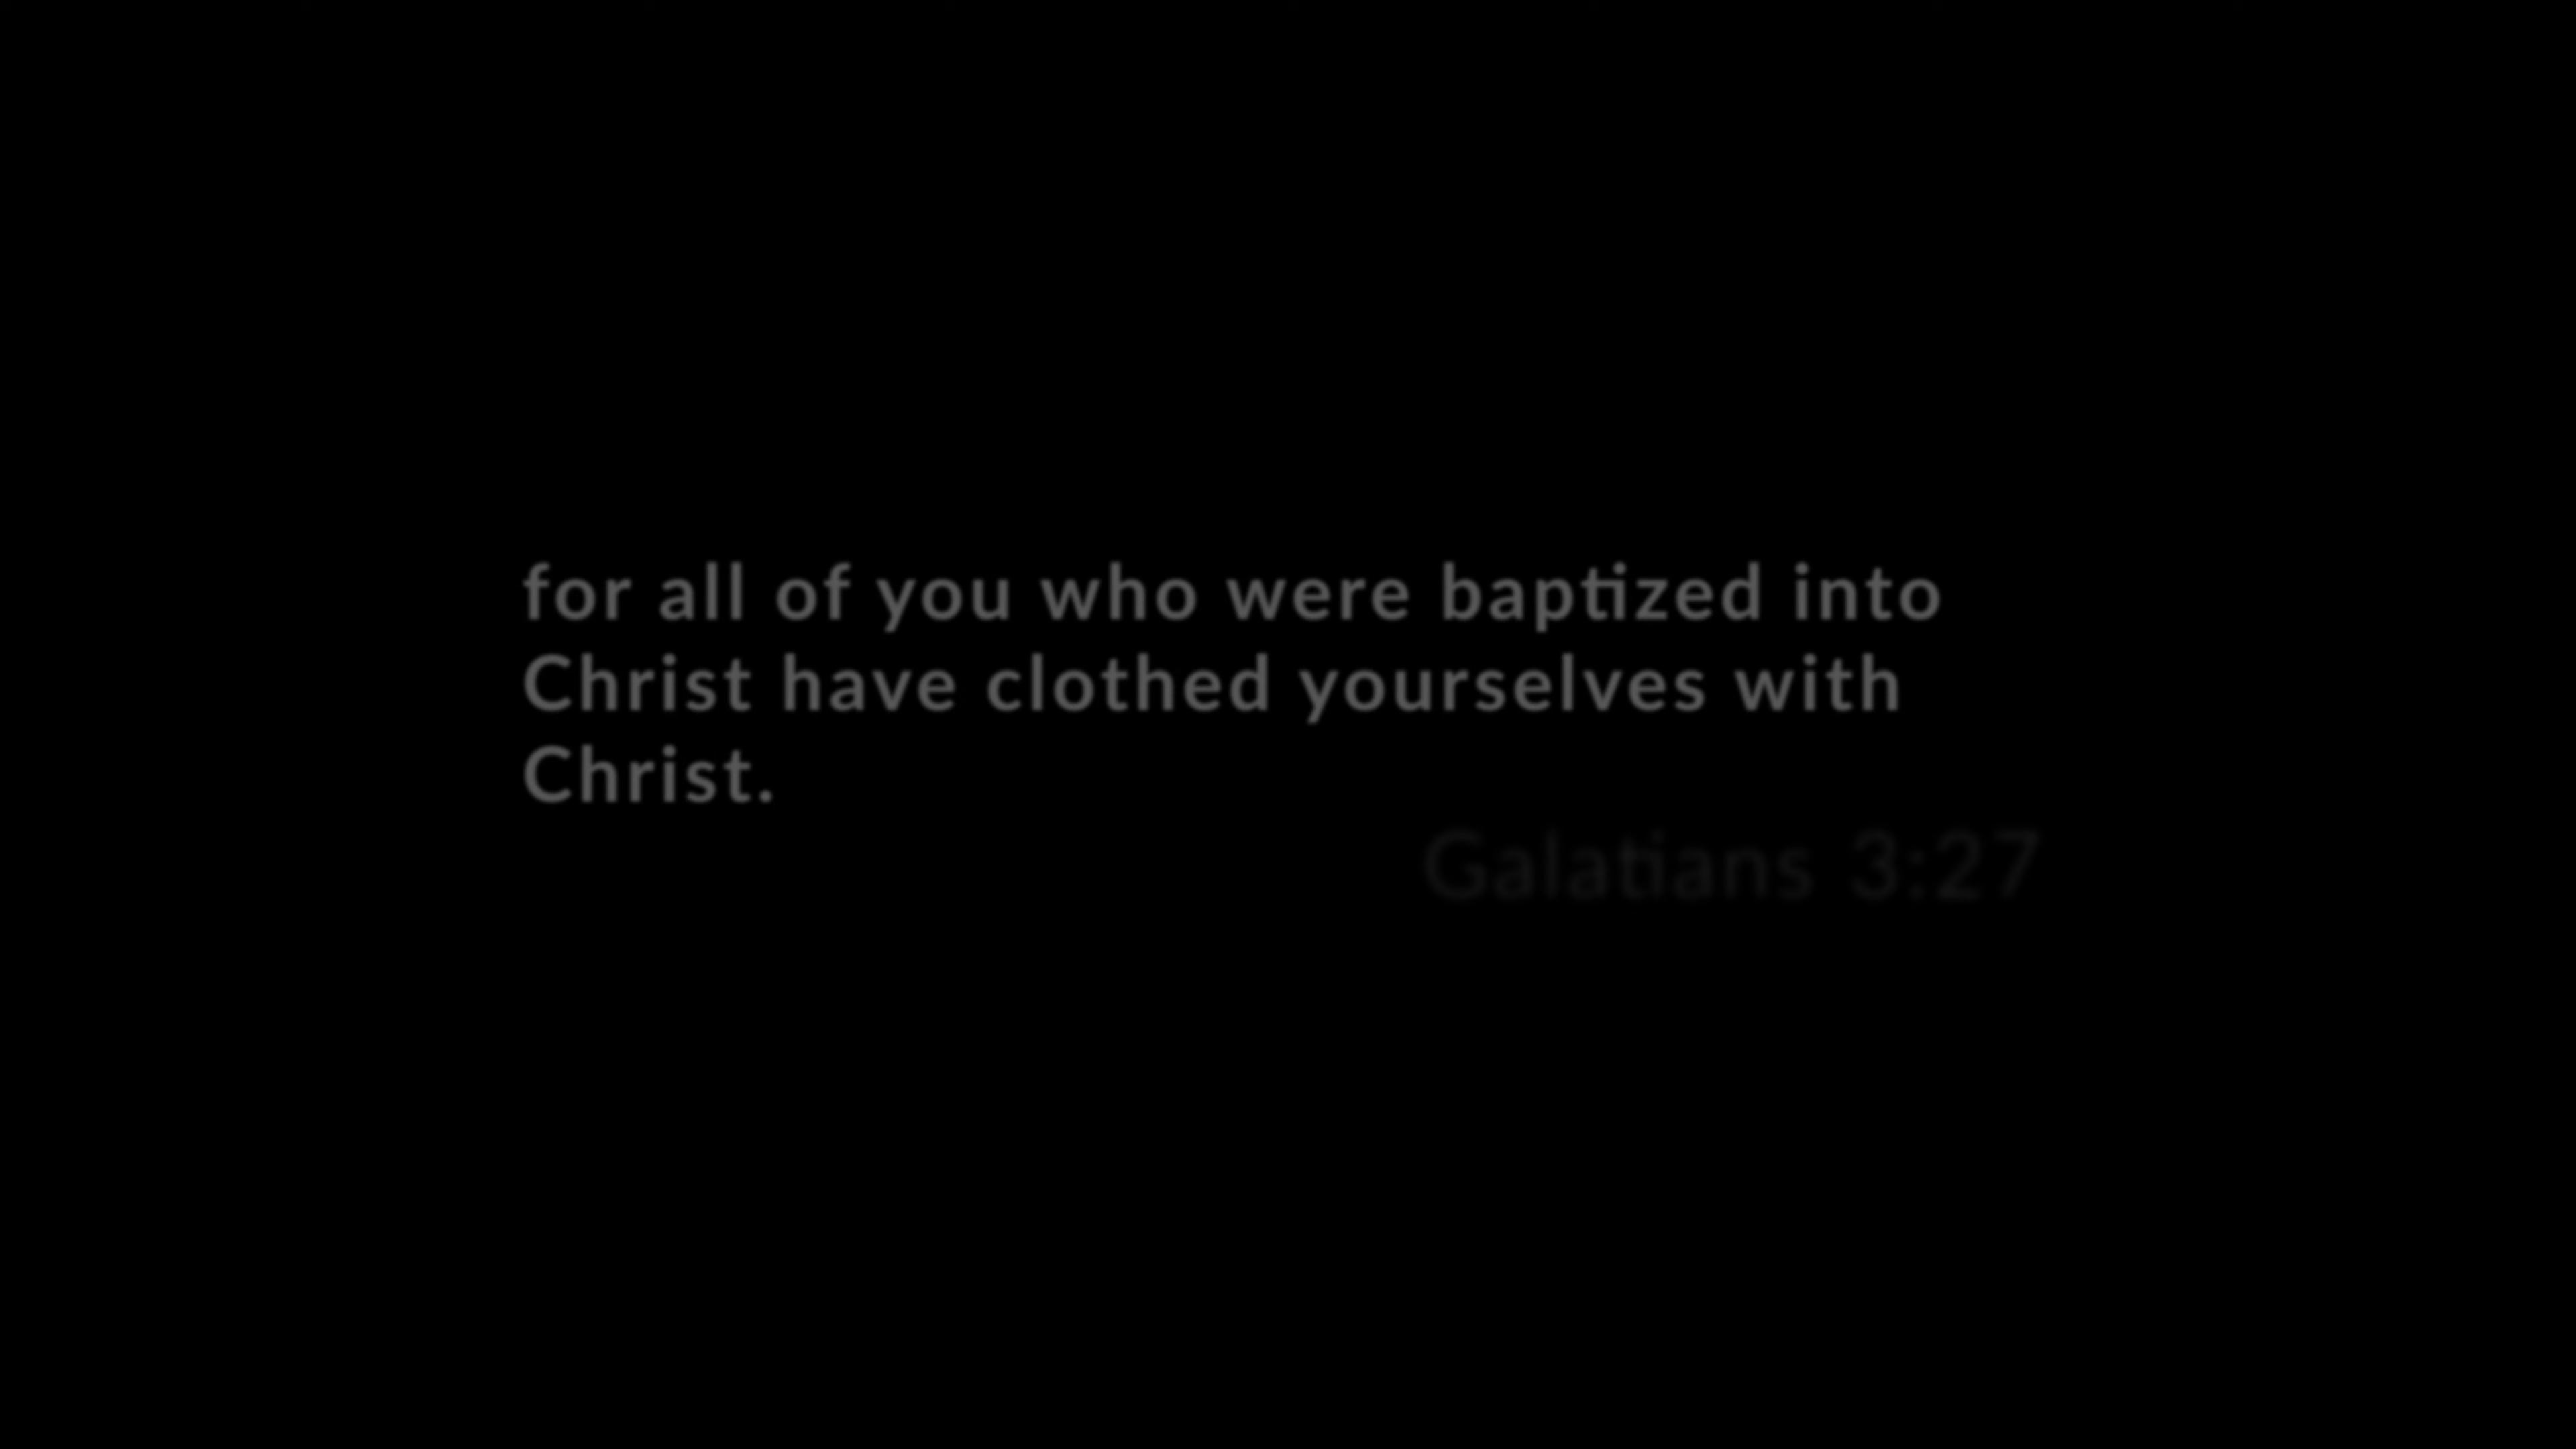 for all of you who were baptized into
Christ have clothed yourselves with
Christ.
Galatians 3:27